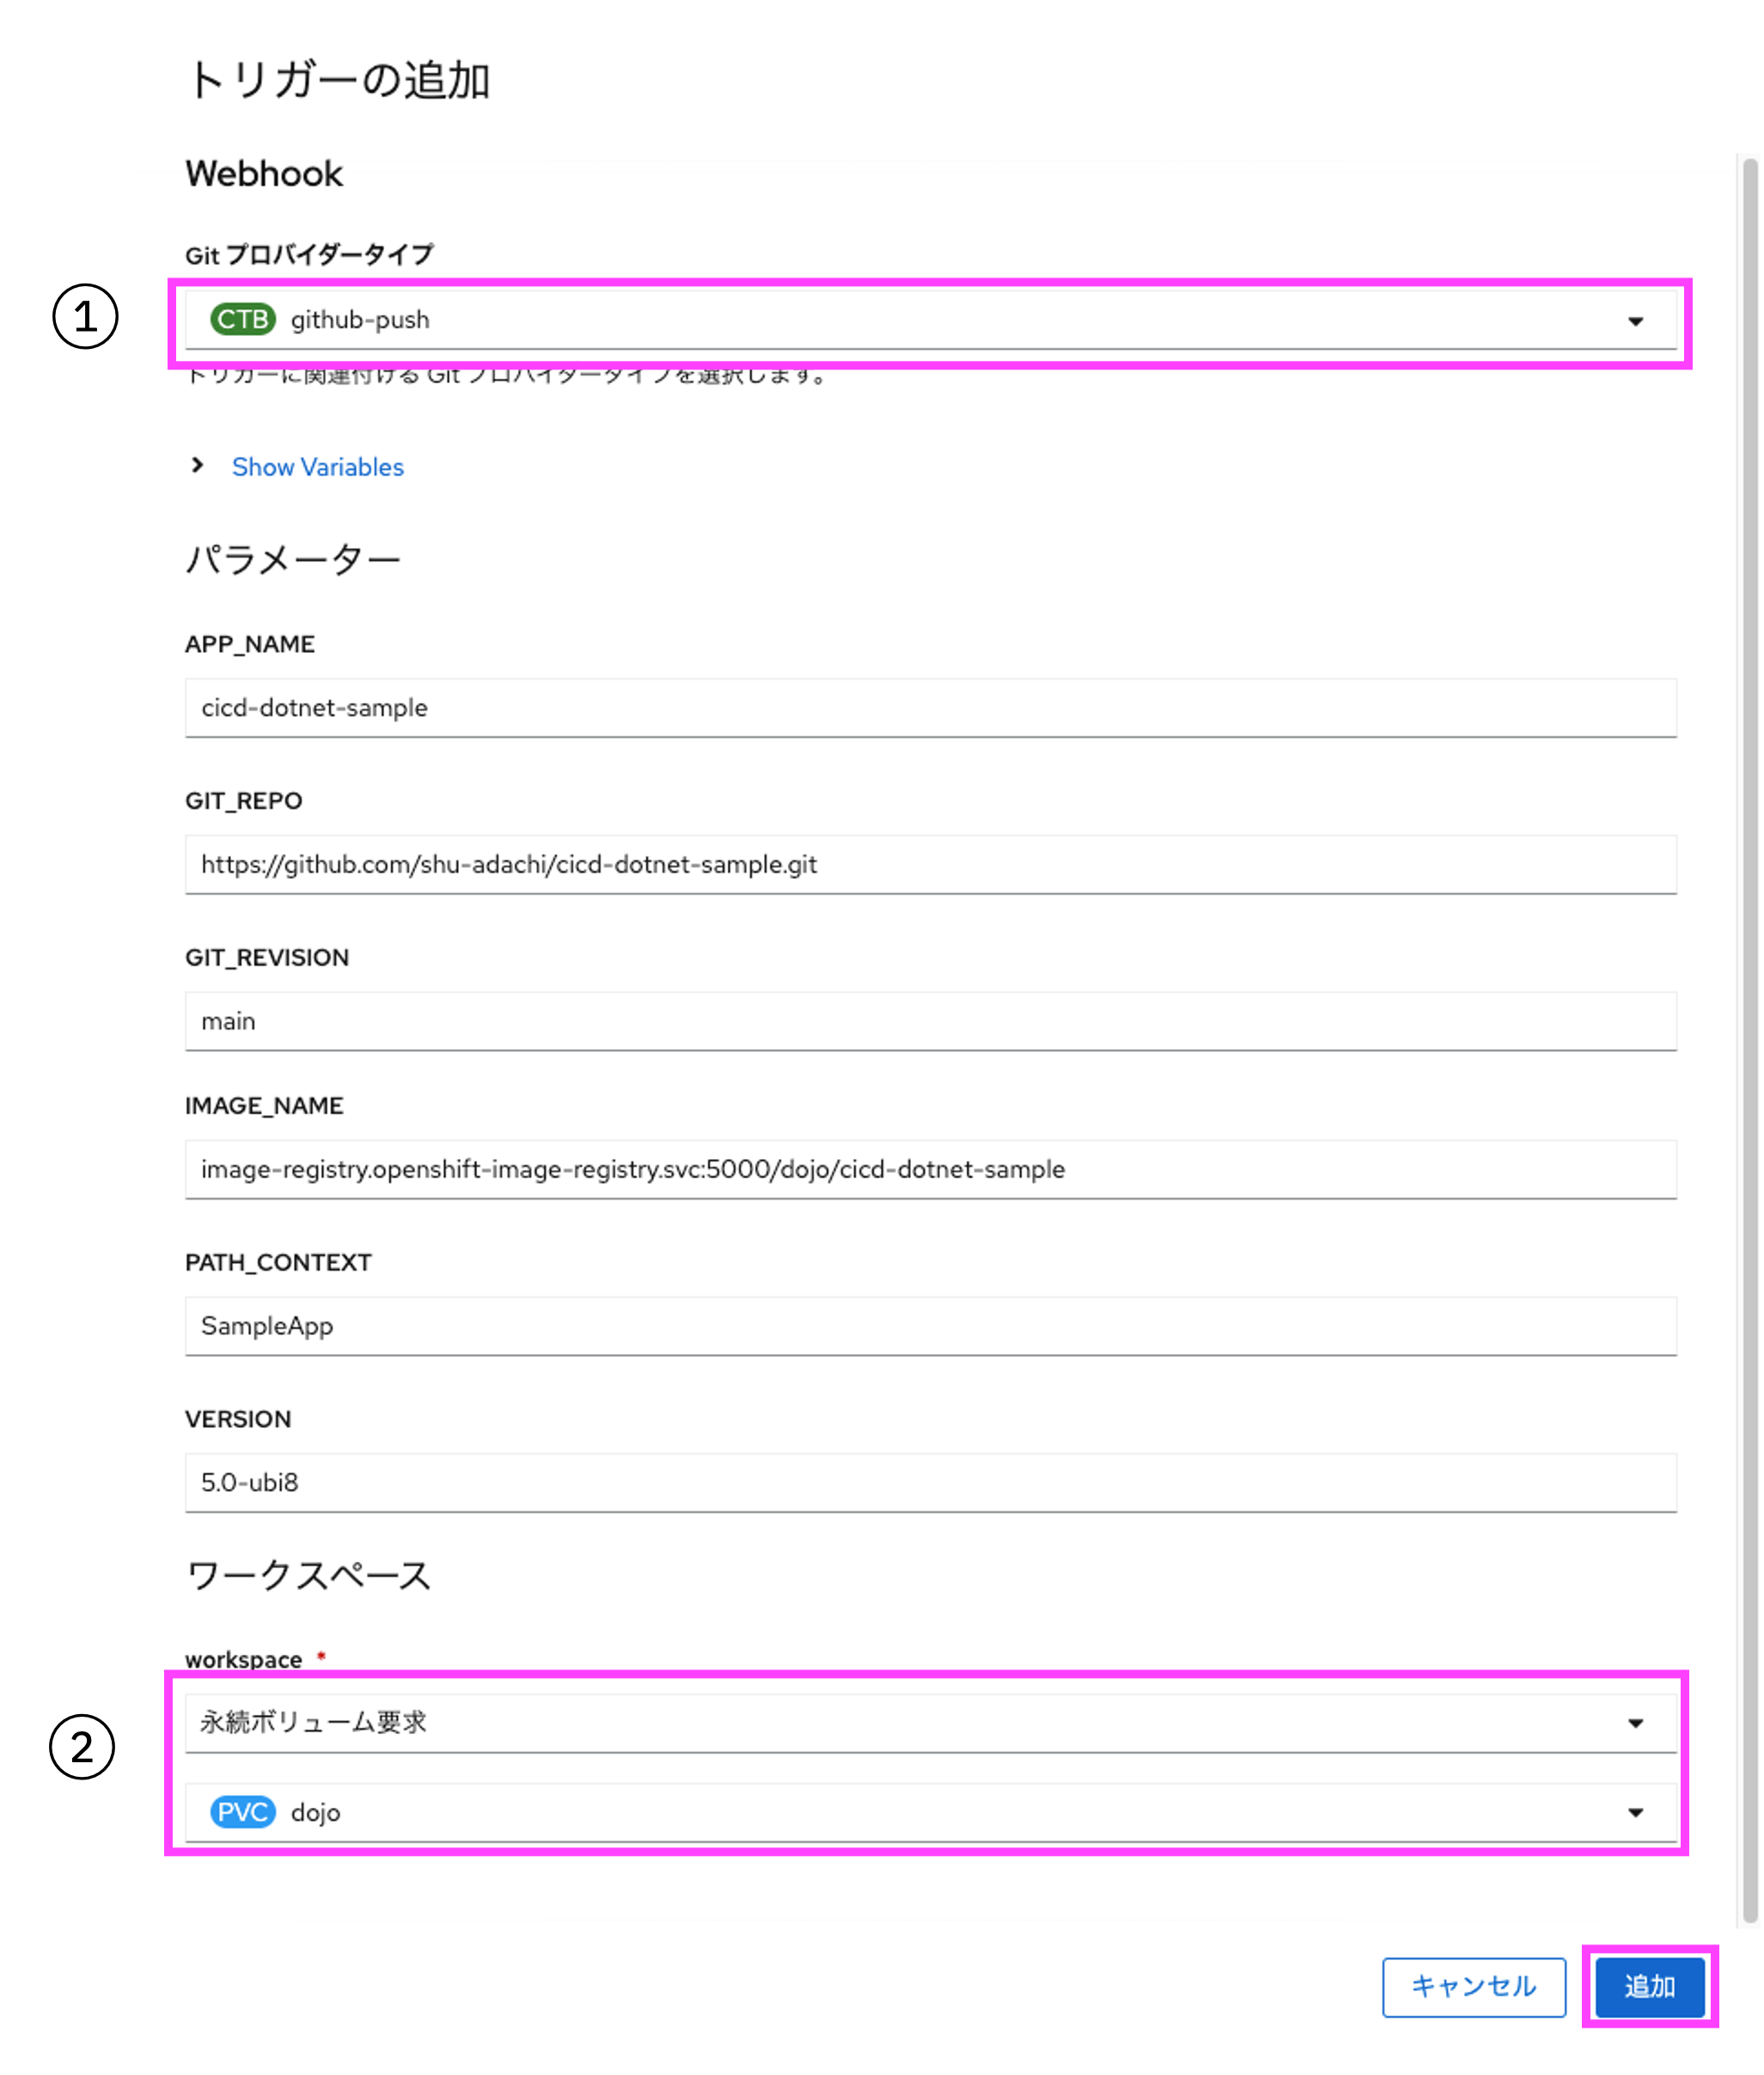 トリガーの追加
Webhook
Git プロバイダータイプ
① CTB github-push
トリガーに関連付ける Git プロバイダータイプを選択します。
Show Variables
パラメーター
APP_NAME
cicd-dotnet-sample
GIT_REPO
https://github.com/shu-adachi/cicd-dotnet-sample.git
GIT_REVISION
main
IMAGE_NAME
image-registry.openshift-image-registry.svc:5000/dojo/cicd-dotnet-sample
PATH_CONTEXT
SampleApp
VERSION
5.0-ubi8
ワークスペース
workspace *
永続ボリューム要求
②
PVC dojo
キャンセル 追加